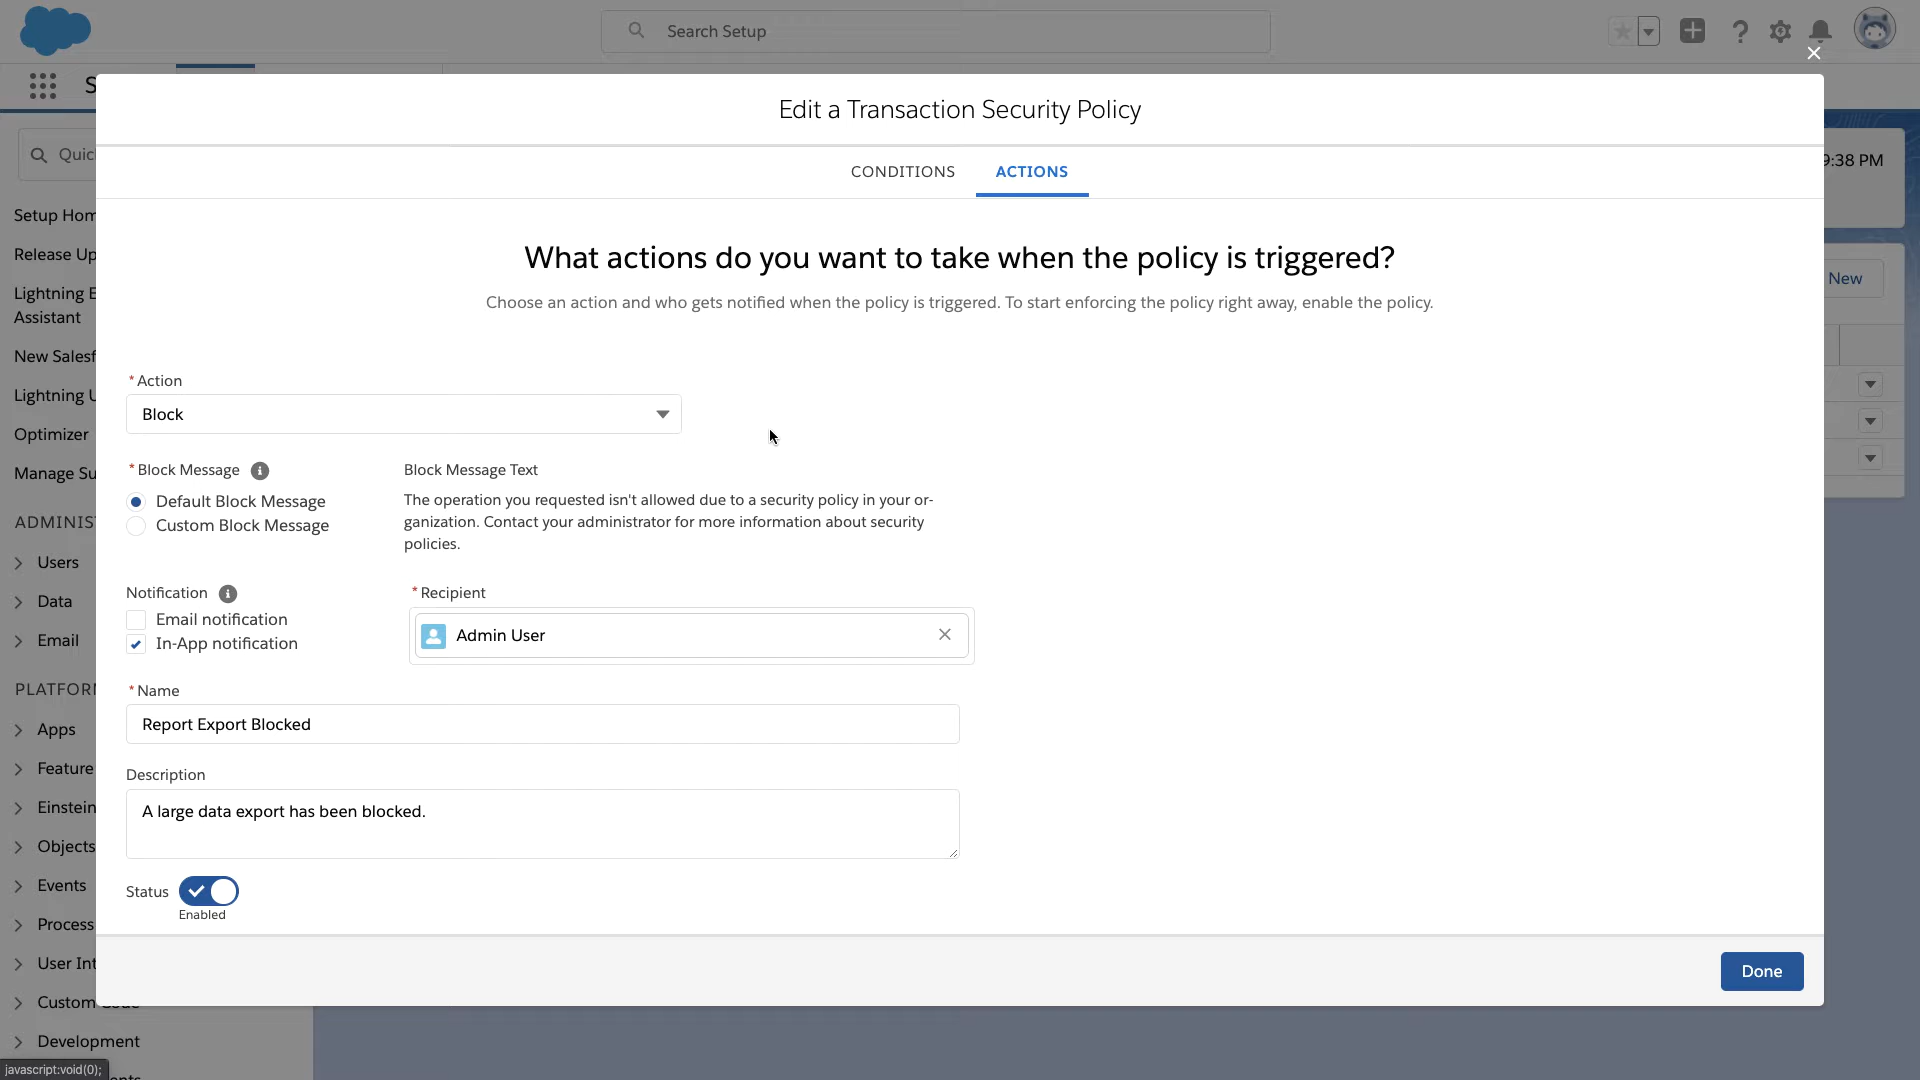 Search Setup
S
Edit a Transaction Security Policy
Quic
9:38 PM
CONDITIONS
ACTIONS
Setup Hom
Release Up
What actions do you want to take when the policy is triggered?
New
Lightning E
Assistant
Choose an action and who gets notified when the policy is triggered. To start enforcing the policy right away, enable the policy.
New Salesf
*Action
Lightning U
Block
Optimizer
Manage Su
*Block Message
Block Message Text
Default Block Message
Custom Block Message
The operation you requested isn't allowed due to a security policy in your or-
ganization. Contact your administrator for more information about security
policies.
ADMINIS
Users
Data
Email
Notification
*Recipient
Email notification
In-App notification
Admin User
PLATFORM
*Name
Report Export Blocked
Apps
Feature
Description
Einstein
A large data export has been blocked.
Objects
Events
Status
Enabled
Process
User Int
Done
Custom
Development
javascript:void(0);